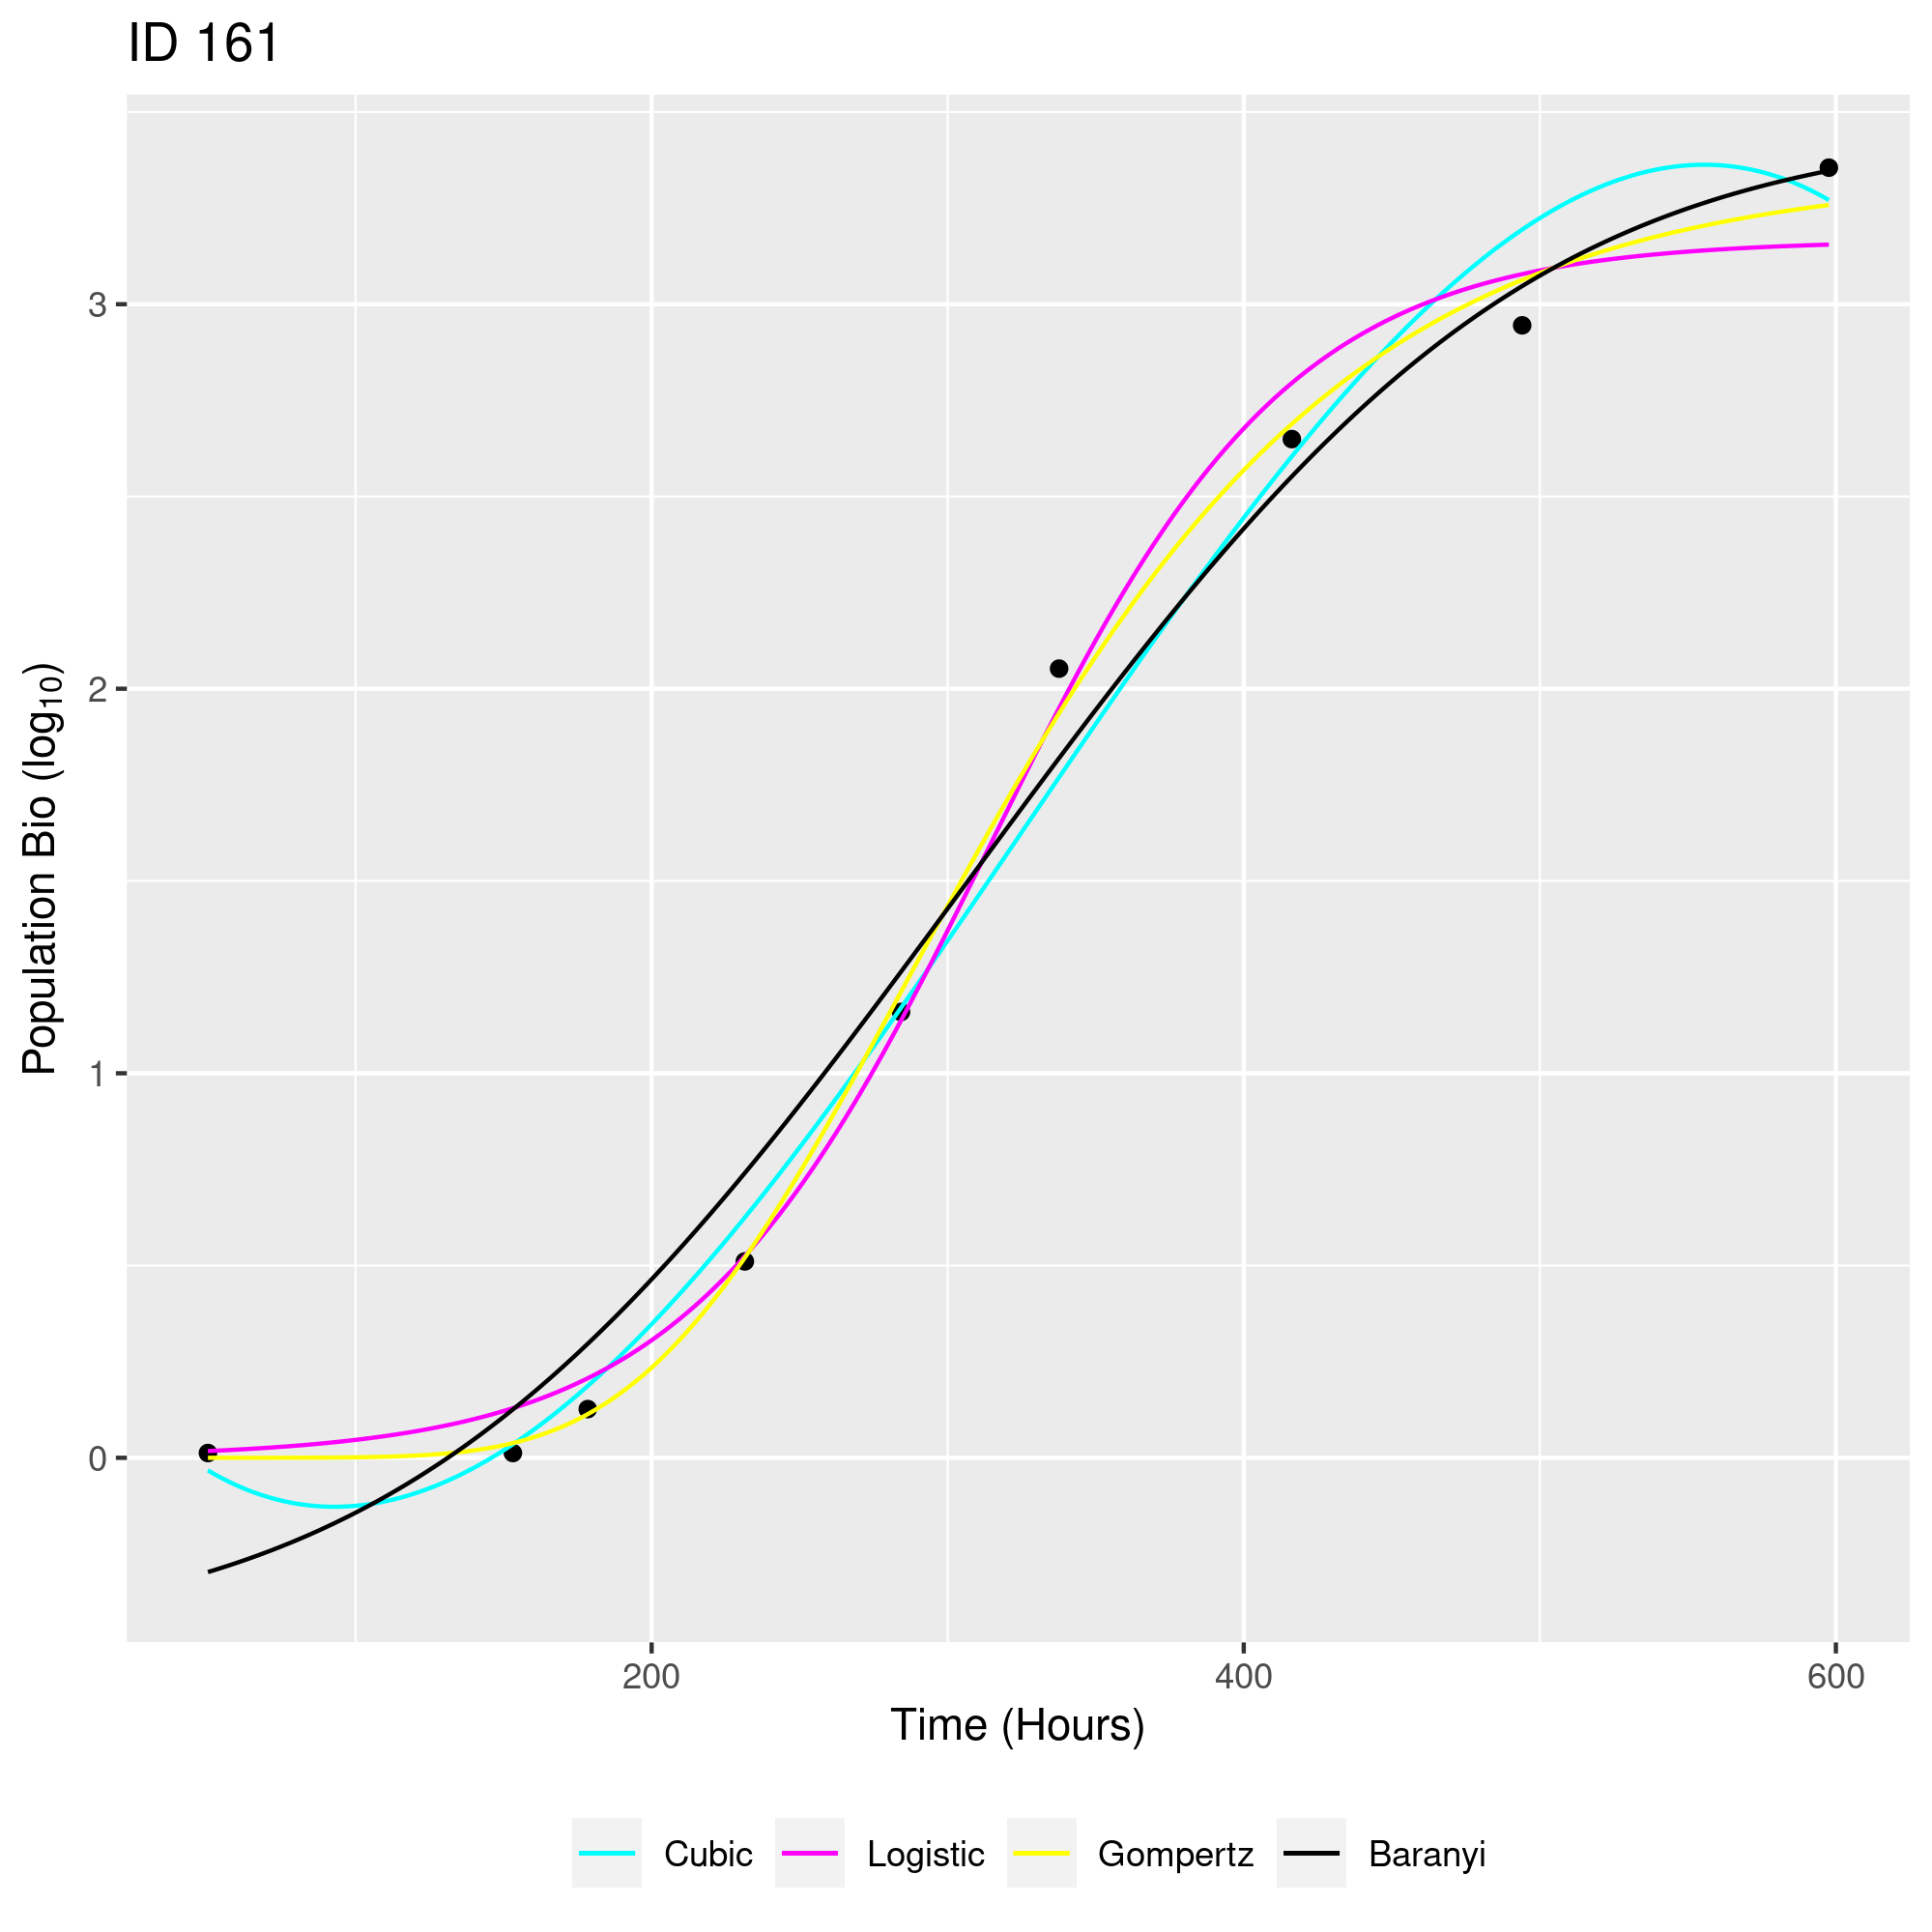 ID 161
Population Bio (log₁₀)
3
2
1
0
200 400 600
Time (Hours)
Cubic Logistic Gompertz Baranyi